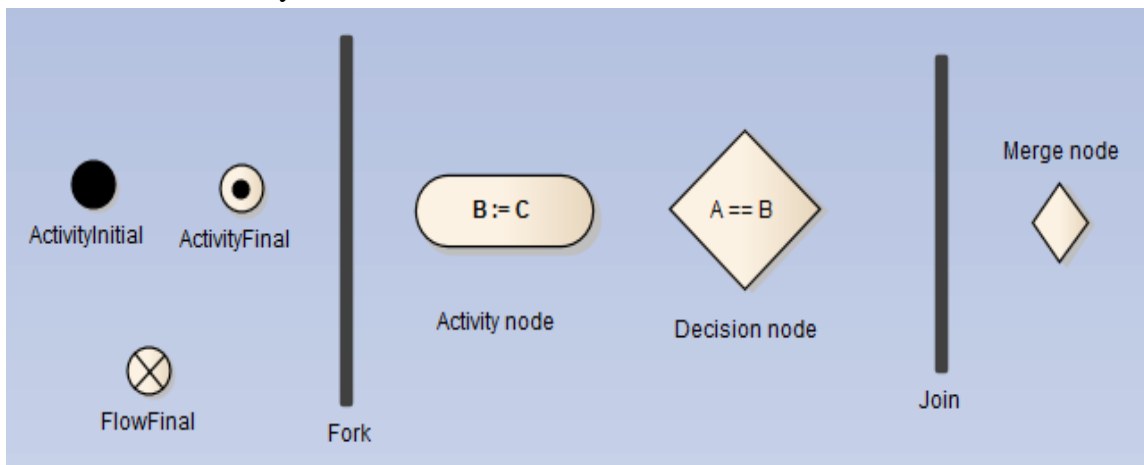 ActivityInitial
ActivityFinal
FlowFinal
Fork
B := C
Activity node
A == B
Decision node
Join
Merge node